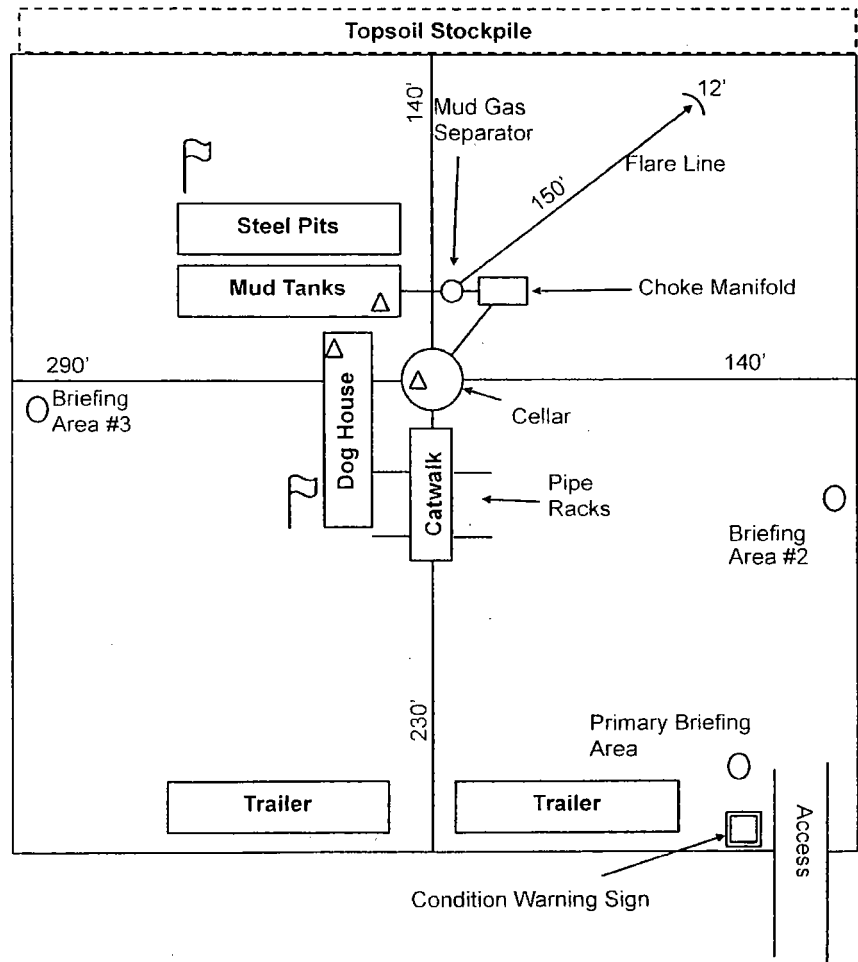 Topsoil Stockpile
140'
Mud Gas
Separator
12'
Flare Line
150'
Steel Pits
Mud Tanks
Choke Manifold
290'
140'
Briefing
Area #3
Dog House
Cellar
Catwalk
Pipe
Racks
Briefing
Area #2
230'
Primary Briefing
Area
Trailer
Trailer
Access
Condition Warning Sign